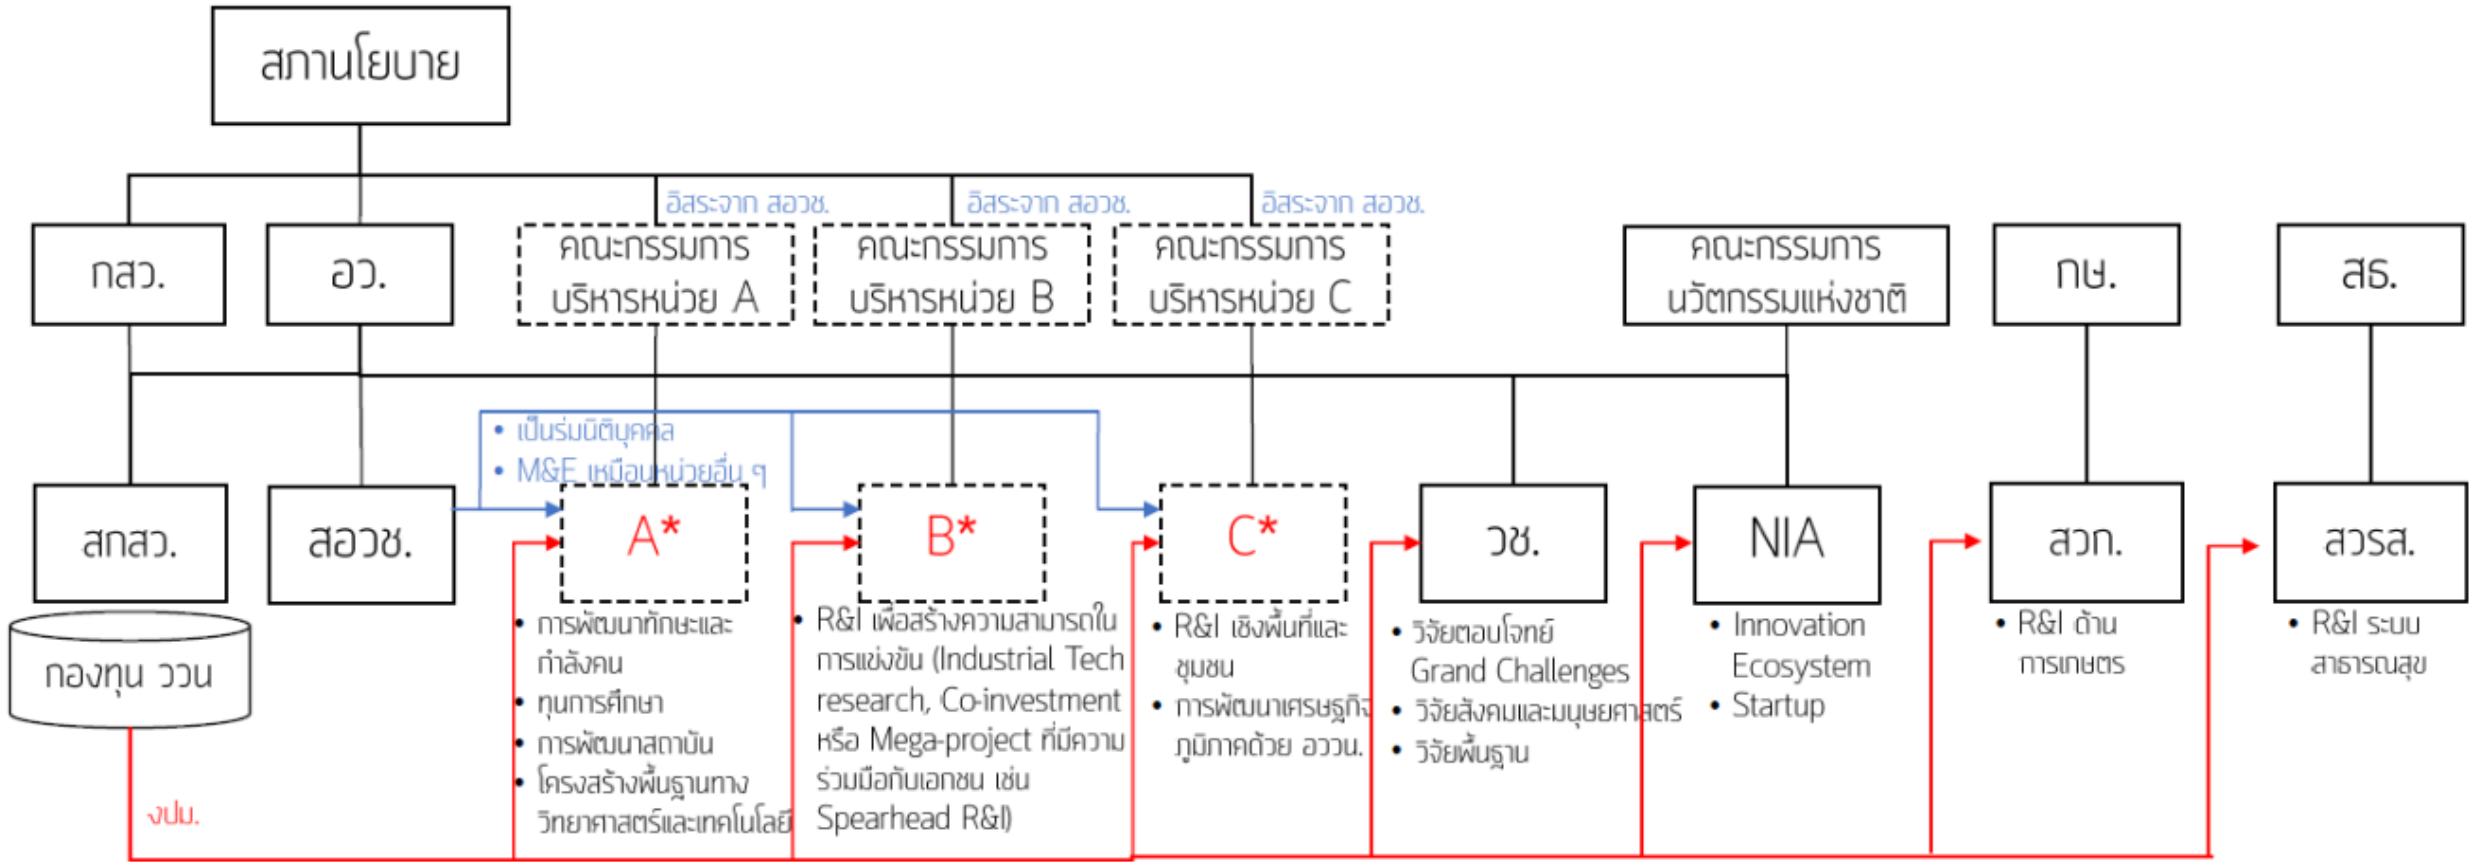 สภานโยบาย
อิสระจาก สอวช.
อิสระจาก สอวช.
อิสระจาก สอวช.
กสว.
อว.
คณะกรรมการ
บริหารหน่วย A
คณะกรรมการ
บริหารหน่วย B
คณะกรรมการ
บริหารหน่วย C
คณะกรรมการ
นวัตกรรมแห่งชาติ
กษ.
สธ.
• เป็นร่มนิติบุคคล
• M&E เหมือนหน่วยอื่น ๆ
สกสว.
สอวช.
A*
B*
C*
วช.
NIA
สวก.
สวรส.
กองทุน ววน
งปม.
• การพัฒนาทักษะและ
กำลังคน
• ทุนการศึกษา
• การพัฒนาสถาบัน
• โครงสร้างพื้นฐานทาง
วิทยาศาสตร์และเทคโนโลยี
• R&I เพื่อสร้างความสามารถใน
การแข่งขัน (Industrial Tech
research, Co-investment
หรือ Mega-project ที่มีความ
ร่วมมือกับเอกชน เช่น
Spearhead R&I)
• R&I เชิงพื้นที่และ
ชุมชน
• การพัฒนาเศรษฐกิจ
ภูมิภาคด้วย อววน.
• วิจัยตอบโจทย์
Grand Challenges
• วิจัยสังคมและมนุษยศาสตร์
• วิจัยพื้นฐาน
• Innovation
Ecosystem
• Startup
• R&I ด้าน
การเกษตร
• R&I ระบบ
สาธารณสุข